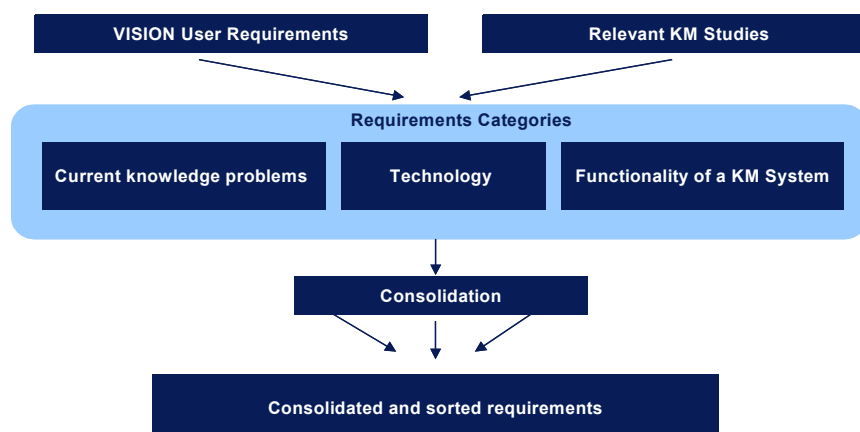 VISION User Requirements
Relevant KM Studies
Requirements Categories
Current knowledge problems
Technology
Functionality of a KM System
Consolidation
Consolidated and sorted requirements